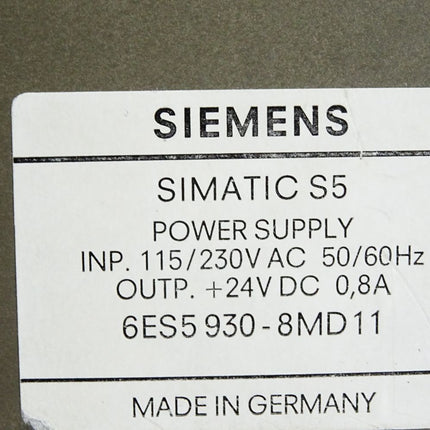 SIEMENS
SIMATIC S5
POWER SUPPLY
INP. 115/230V AC 50/60Hz
OUTP. +24V DC 0,8A
6ES5 930-8MD11
MADE IN GERMANY